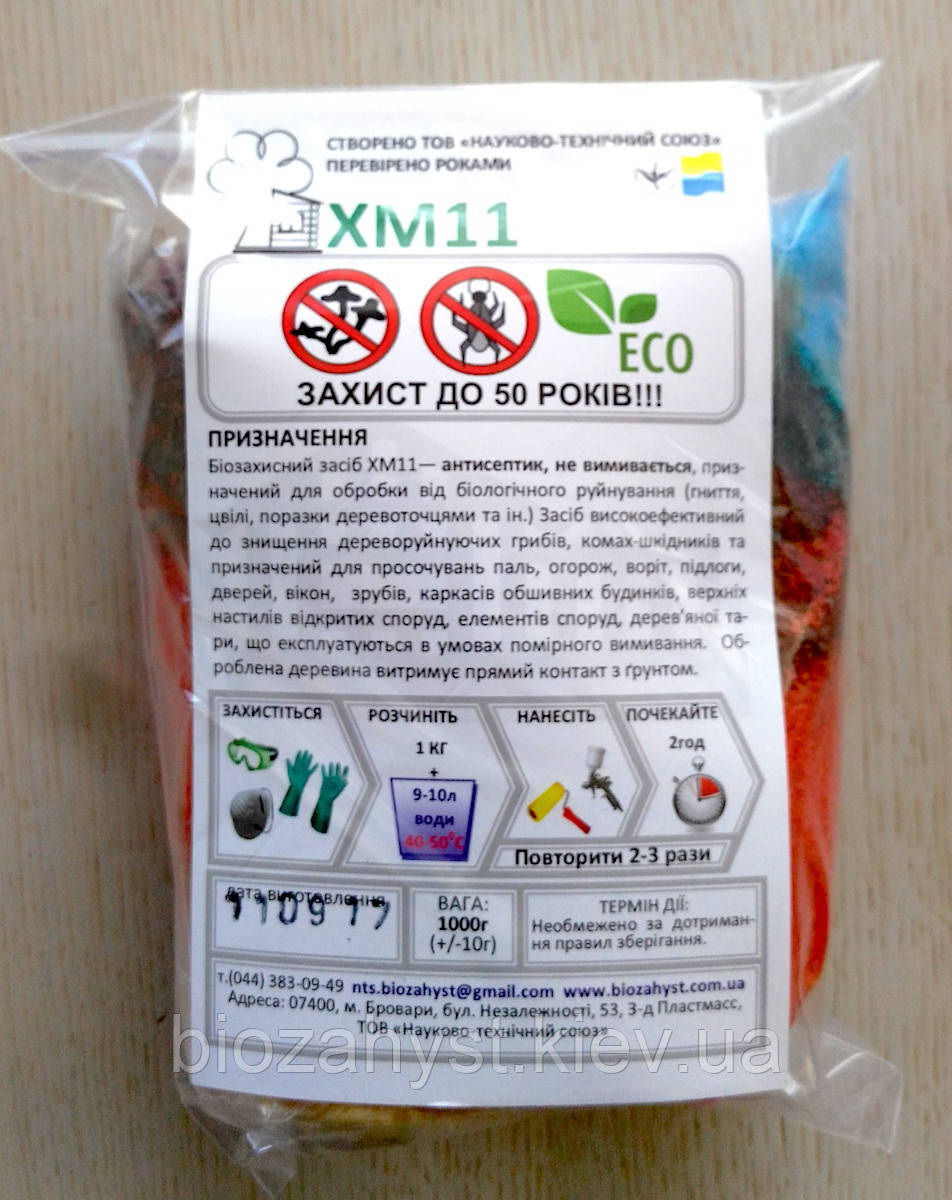 СТВОРЕНО ТОВ «НАУКОВО-ТЕХНІЧНИЙ СОЮЗ»
ПЕРЕВІРЕНО РОКАМИ
ХМ11
ECO
ЗАХИСТ ДО 50 РОКІВ!!!
ПРИЗНАЧЕННЯ
Біозахисний засіб ХМ11— антисептик, не вимивається, приз-
начений для обробки від біологічного руйнування (гниття,
цвілі, поразки деревоточцями та ін.) Засіб високоефективний
до знищення дереворуйнуючих грибів, комах-шкідників та
призначений для просочувань паль, огорож, воріт, підлоги,
дверей, вікон, зрубів, каркасів обшивних будинків, верхніх
настилів відкритих споруд, елементів споруд, дерев'яної та-
ри, що експлуатуються в умовах помірного вимивання. Об-
роблена деревина витримує прямий контакт з ґрунтом.
ЗАХИСТІТЬСЯ
РОЗЧИНІТЬ
1 КГ
+
9-10л
води
40-50⁰С
НАНЕСІТЬ
ПОЧЕКАЙТЕ
2год
Повторити 2-3 рази
дата виготовлення
110917
ВАГА:
1000г
(+/-10г)
ТЕРМІН ДІЇ:
Необмежено за дотриман-
ня правил зберігання.
т.(044) 383-09-49 nts.biozahyst@gmail.com www.biozahyst.com.ua
Адреса: 07400, м. Бровари, бул. Незалежності, 53, З-д Пластмасс,
ТОВ «Науково-технічний союз»
biozahyst.kiev.ua